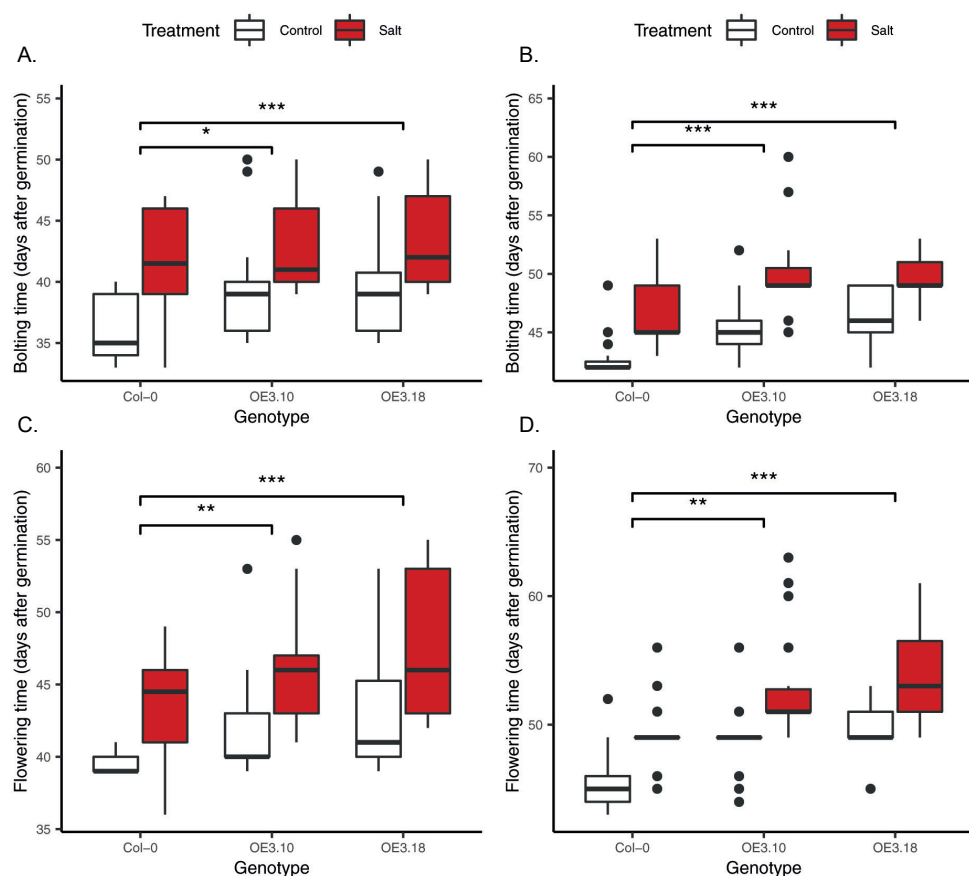 Treatment Control Salt
Treatment Control Salt
A.
B.
Bolting time (days after germination)
55
50
45
40
35
***
*
Col−0
OE3.10
OE3.18
Genotype
Bolting time (days after germination)
65
60
55
50
45
***
***
Col−0
OE3.10
OE3.18
Genotype
C.
D.
Flowering time (days after germination)
60
55
50
45
40
35
***
**
Col−0
OE3.10
OE3.18
Genotype
Flowering time (days after germination)
70
60
50
***
**
Col−0
OE3.10
OE3.18
Genotype